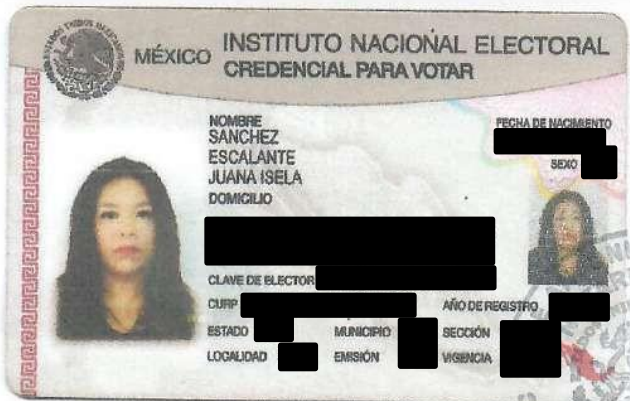 MÉXICO INSTITUTO NACIONAL ELECTORAL
CREDENCIAL PARA VOTAR
NOMBRE
SANCHEZ
ESCALANTE
JUANA ISELA
DOMICILIO
FECHA DE NACIMIENTO
SEXO
CLAVE DE ELECTOR
CURP
AÑO DE REGISTRO
ESTADO
MUNICIPIO
SECCIÓN
LOCALIDAD
EMISIÓN
VIGENCIA